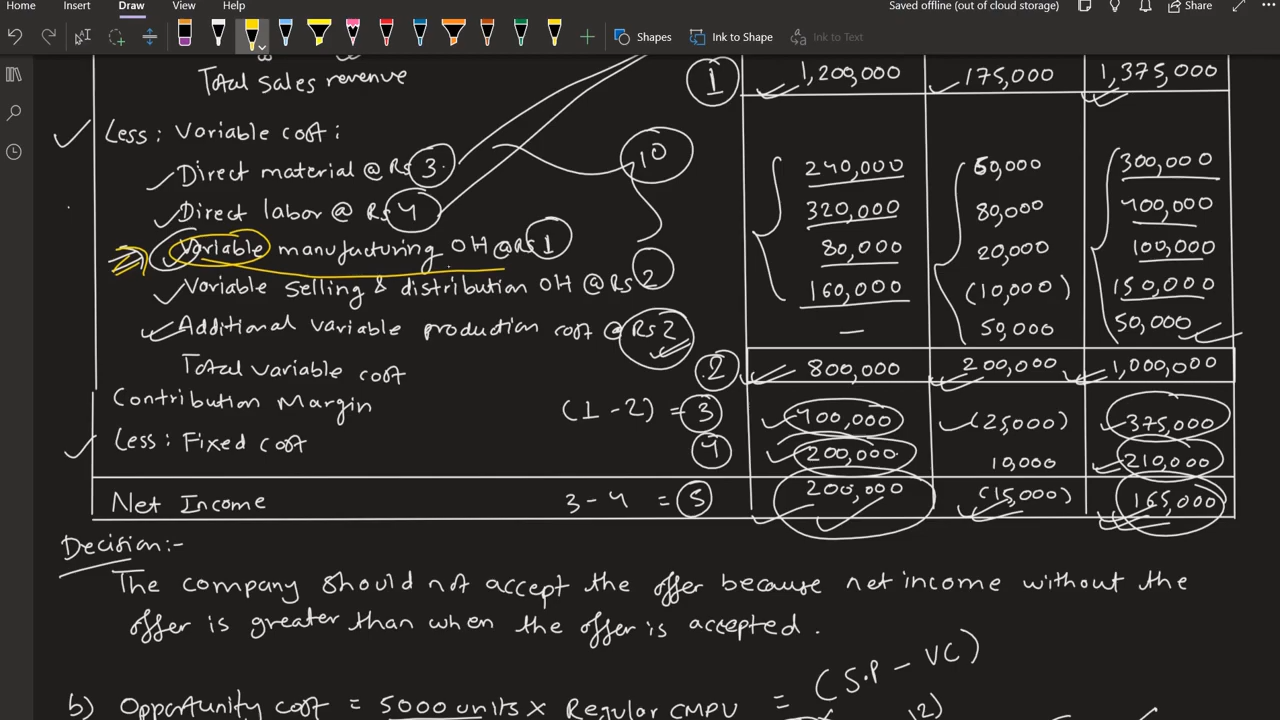 Home Insert Draw View Help Saved offline (out of cloud storage) Share
Shapes Ink to Shape Ink to Text
Total sales revenue 1 1,200,000 175,000 1,375,000
Less: Variable cost:
Direct material @ Rs 3. 10 240,000 60,000 300,000
Direct labor @ Rs 4 320,000 80,000 400,000
Variable manufacturing OH @Rs 1 80,000 20,000 100,000
Variable selling & distribution OH @Rs 2 160,000 (10,000) 150,000
Additional variable production cost @ Rs 2 — 50,000 50,000
Total variable cost 2 800,000 200,000 1,000,000
Contribution Margin (1-2) = 3 400,000 (25,000) 375,000
Less: Fixed cost 4 200,000 10,000 210,000
Net Income 3-4 = 5 200,000 (15,000) 165,000
Decision:-
The company should not accept the offer because net income without the
offer is greater than when the offer is accepted.
b) Opportunity cost = 5000 units x Regular CMPU = (S.P - VC)
12)